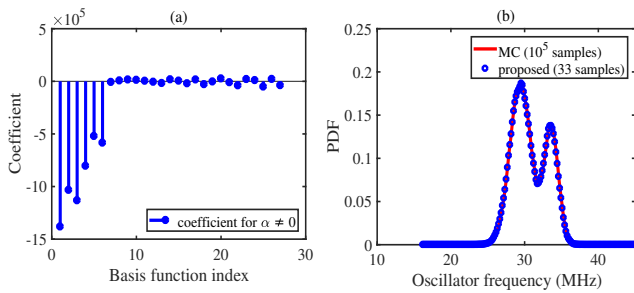 (a)
×10^5
5
0
-5
-10
-15
Coefficient
coefficient for α ≠ 0
0 10 20 30
Basis function index
(b)
0.25
0.2
0.15
0.1
0.05
0
PDF
MC (10^5 samples)
proposed (33 samples)
10 20 30 40
Oscillator frequency (MHz)